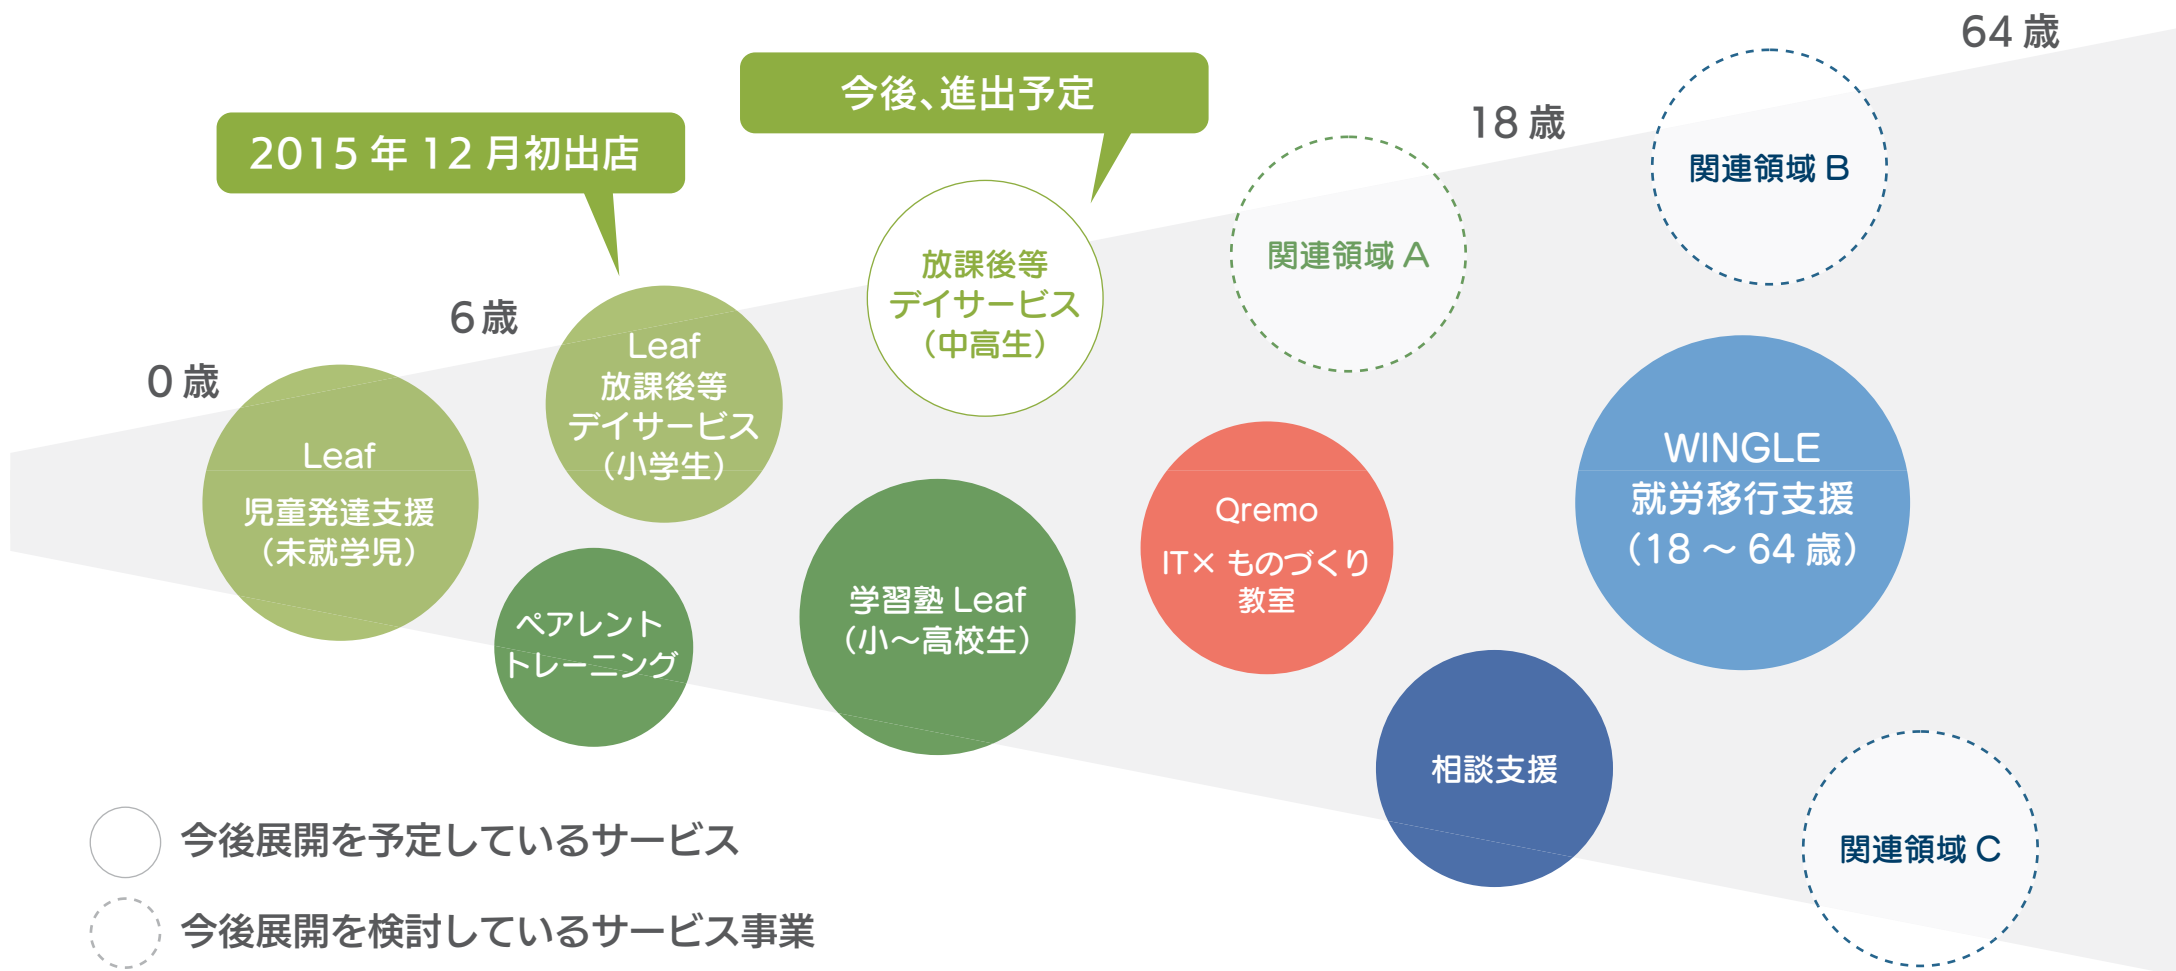 64 歳
今後、進出予定
18 歳
2015 年 12 月初出店
関連領域 B
関連領域 A
放課後等
デイサービス
（中高生）
6 歳
Leaf
放課後等
デイサービス
（小学生）
0 歳
Leaf
児童発達支援
（未就学児）
WINGLE
就労移行支援
（18 ～ 64 歳）
Qremo
IT× ものづくり
教室
学習塾 Leaf
（小～高校生）
ペアレント
トレーニング
相談支援
関連領域 C
今後展開を予定しているサービス
今後展開を検討しているサービス事業